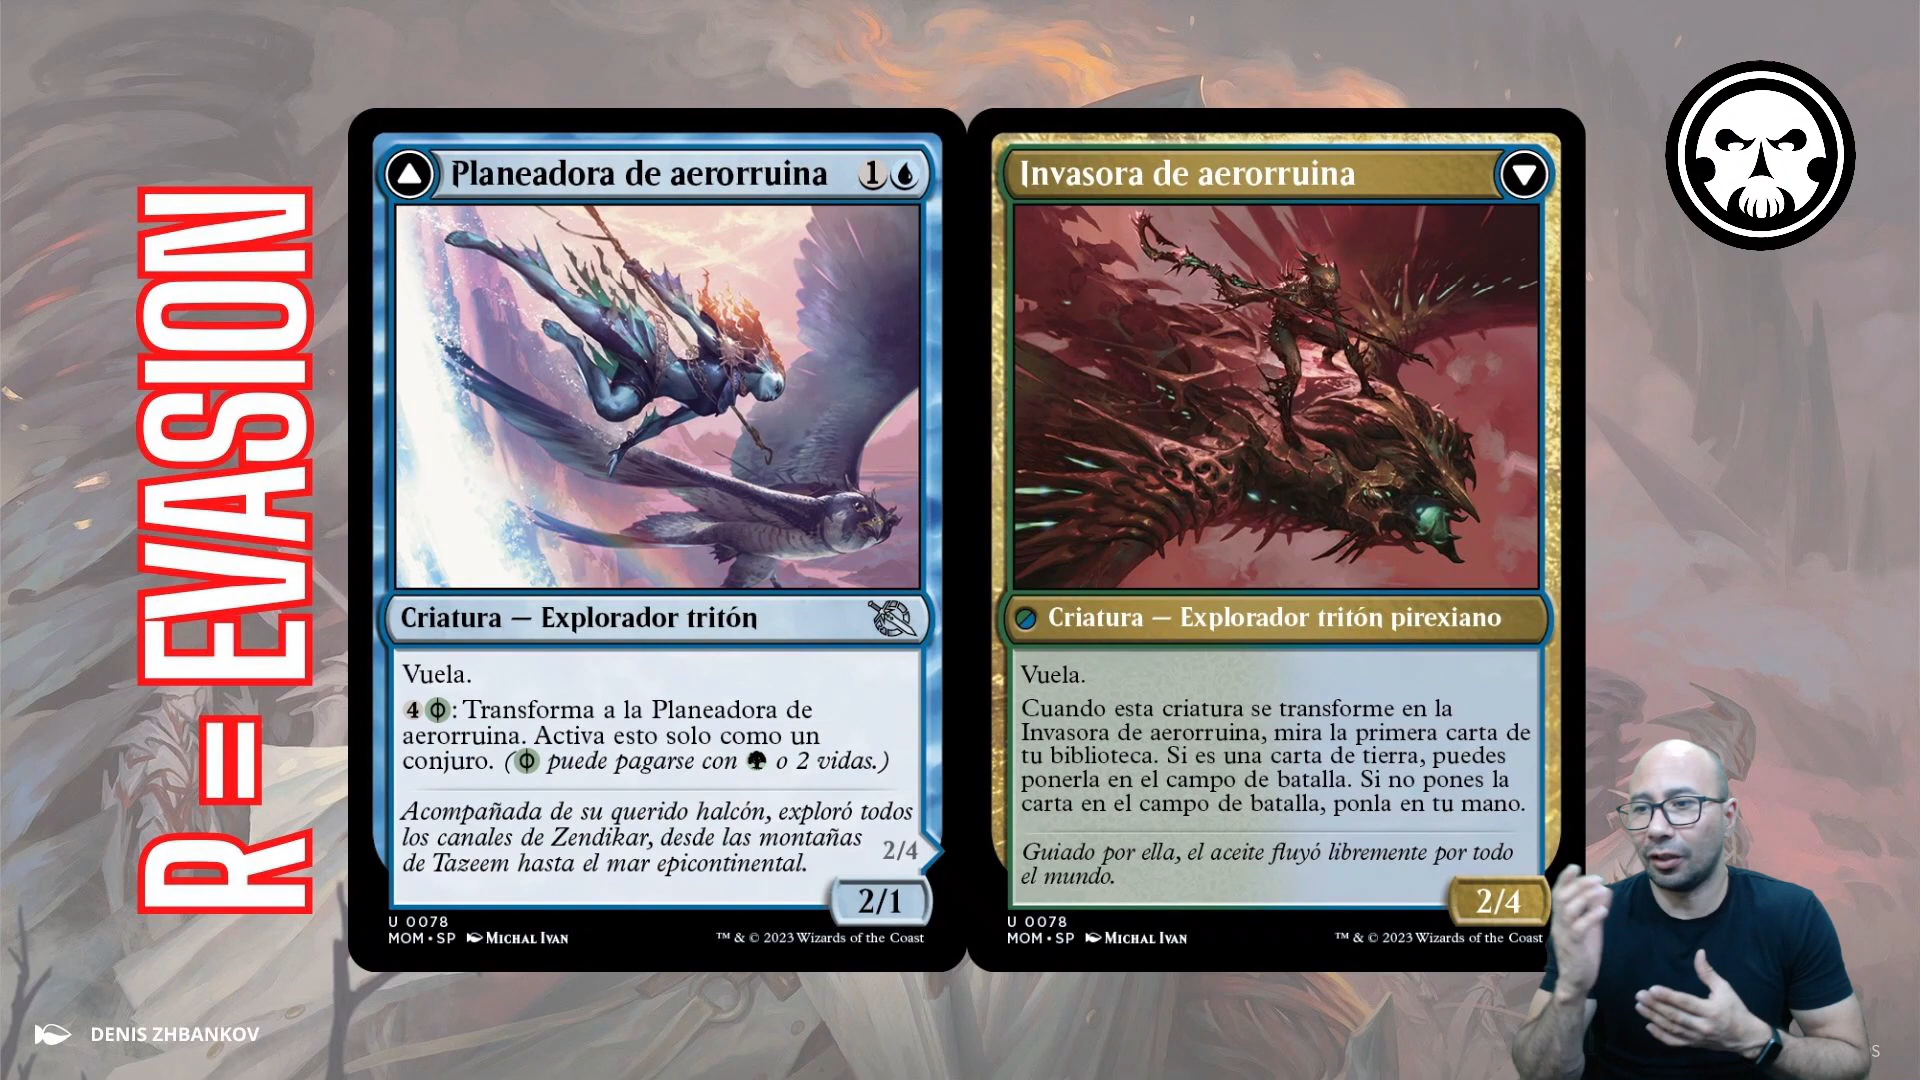 R = EVASION
Planeadora de aerorruina 1
Criatura — Explorador tritón
Vuela.
4 : Transforma a la Planeadora de
aerorruina. Activa esto solo como un
conjuro. ( puede pagarse con o 2 vidas.)
Acompañada de su querido halcón, exploró todos
los canales de Zendikar, desde las montañas
de Tazeem hasta el mar epicontinental.
2/4
2/1
U 0078
MOM • SP MICHAL IVAN
™ & © 2023 Wizards of the Coast
Invasora de aerorruina
Criatura — Explorador tritón pirexiano
Vuela.
Cuando esta criatura se transforme en la
Invasora de aerorruina, mira la primera carta de
tu biblioteca. Si es una carta de tierra, puedes
ponerla en el campo de batalla. Si no pones la
carta en el campo de batalla, ponla en tu mano.
Guiado por ella, el aceite fluyó libremente por todo
el mundo.
2/4
U 0078
MOM • SP MICHAL IVAN
™ & © 2023 Wizards of the Coast
DENIS ZHBANKOV
S